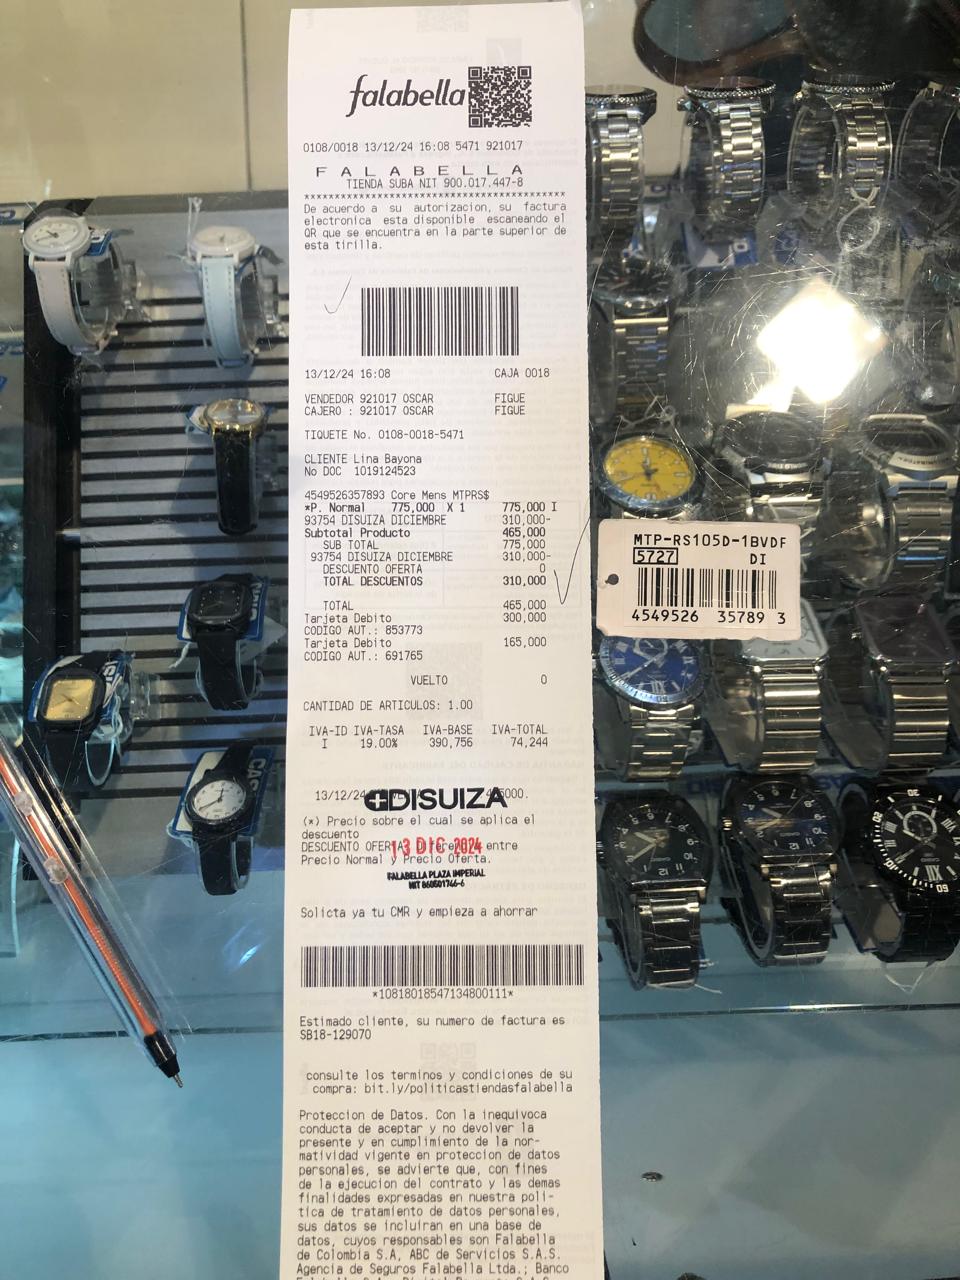 falabella
0108/0018 13/12/24 16:08 5471 921017
F A L A B E L L A
TIENDA SUBA NIT 900.017.447-8
******************************************
De acuerdo a su autorizacion, su factura
electronica esta disponible escaneando el
QR que se encuentra en la parte superior de
esta tirilla.
13/12/24 16:08 CAJA 0018
VENDEDOR 921017 OSCAR FIGUE
CAJERO : 921017 OSCAR FIGUE
TIQUETE No. 0108-0018-5471
CLIENTE Lina Bayona
No DOC 1019124523
4549526357893 Core Mens MTPRS$
*P. Normal 775,000 X 1 775,000 I
93754 DISUIZA DICIEMBRE 310,000-
Subtotal Producto 465,000
SUB TOTAL 775,000
93754 DISUIZA DICIEMBRE 310,000-
DESCUENTO OFERTA 0
TOTAL DESCUENTOS 310,000
TOTAL 465,000
Tarjeta Debito 300,000
CODIGO AUT.: 853773
Tarjeta Debito 165,000
CODIGO AUT.: 691765
VUELTO 0
CANTIDAD DE ARTICULOS: 1.00
IVA-ID IVA-TASA IVA-BASE IVA-TOTAL
I 19.00% 390,756 74,244
13/12/24
DISUIZA
(*) Precio sobre el cual se aplica el
descuento
DESCUENTO OFERTA: Diferencia entre
13 DIC 2024
Precio Normal y Precio Oferta.
FALABELLA PLAZA IMPERIAL
NIT 860501746-6
Solicta ya tu CMR y empieza a ahorrar
*10818018547134800111*
Estimado cliente, su numero de factura es
SB18-129070
consulte los terminos y condiciones de su
compra: bit.ly/politicastiendasfalabella
Proteccion de Datos. Con la inequivoca
conducta de aceptar y no devolver la
presente y en cumplimiento de la nor-
matividad vigente en proteccion de datos
personales, se advierte que, con fines
de la ejecucion del contrato y las demas
finalidades expresadas en nuestra poli-
tica de tratamiento de datos personales,
sus datos se incluiran en una base de
datos, cuyos responsables son Falabella
de Colombia S.A, ABC de Servicios S.A.S.
Agencia de Seguros Falabella Ltda.; Banco
MTP-RS105D-1BVDF
5727 DI
4549526 35789 3
CASIO